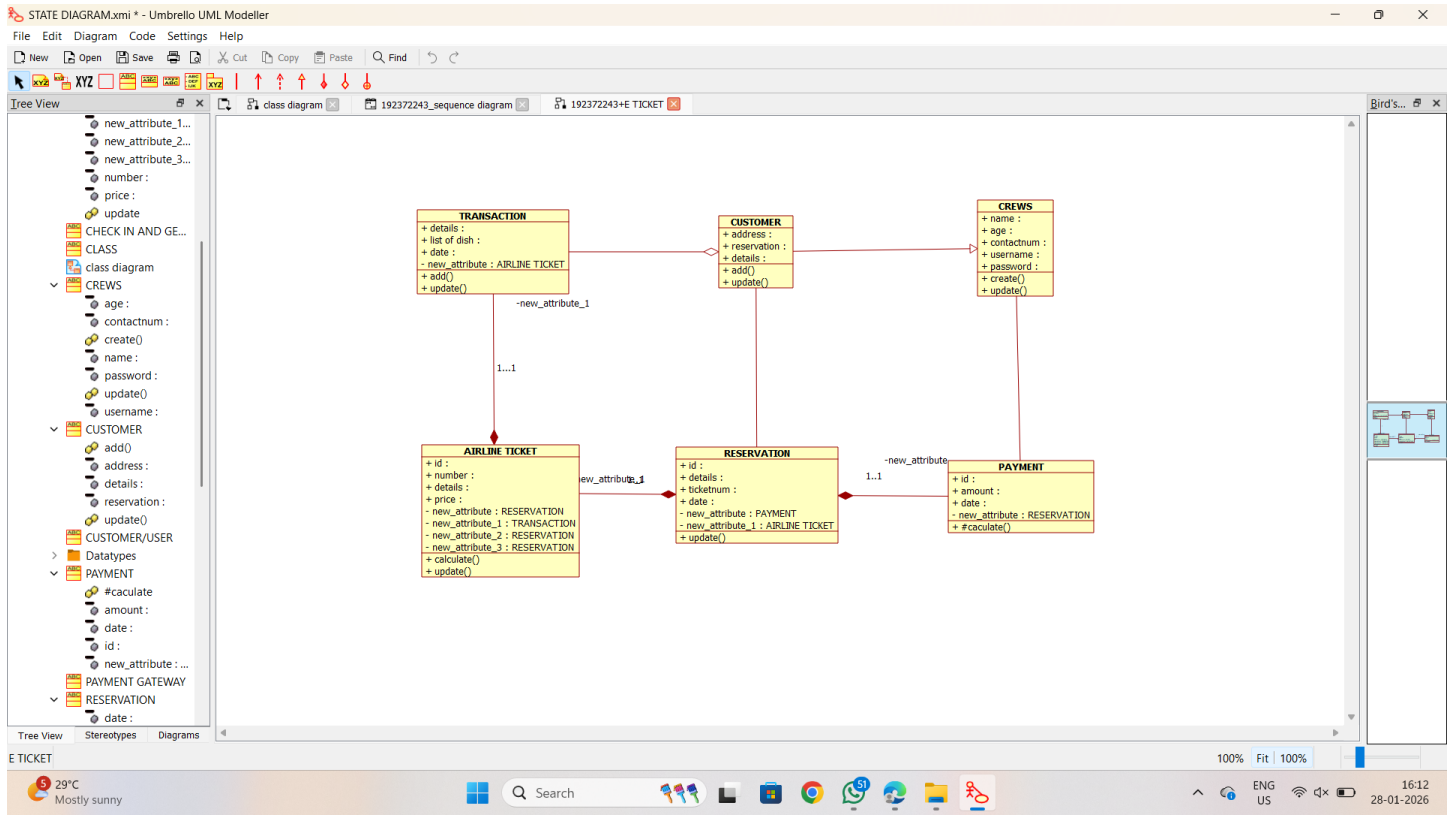 STATE DIAGRAM.xmi * - Umbrello UML Modeller
File Edit Diagram Code Settings Help
New Open Save Cut Copy Paste Find
XYZ
Tree View
class diagram
192372243_sequence diagram
192372243+E TICKET
Bird's...
new_attribute_1...
new_attribute_2...
new_attribute_3...
number :
price :
update
CHECK IN AND GE...
CLASS
class diagram
CREWS
age :
contactnum :
create()
name :
password :
update()
username :
CUSTOMER
add()
address :
details :
reservation :
update()
CUSTOMER/USER
Datatypes
PAYMENT
#caculate
amount :
date :
id :
new_attribute : ...
PAYMENT GATEWAY
RESERVATION
date :
Tree View Stereotypes Diagrams
TRANSACTION
+ details :
+ list of dish :
+ date :
- new_attribute : AIRLINE TICKET
+ add()
+ update()
CUSTOMER
+ address :
+ reservation :
+ details :
+ add()
+ update()
CREWS
+ name :
+ age :
+ contactnum :
+ username :
+ password :
+ create()
+ update()
-new_attribute_1
1...1
AIRLINE TICKET
+ id :
+ number :
+ details :
+ price :
- new_attribute : RESERVATION
- new_attribute_1 : TRANSACTION
- new_attribute_2 : RESERVATION
- new_attribute_3 : RESERVATION
+ calculate()
+ update()
RESERVATION
+ id :
+ details :
+ ticketnum :
+ date :
- new_attribute : PAYMENT
- new_attribute_1 : AIRLINE TICKET
+ update()
-new_attribute
1..1
PAYMENT
+ id :
+ amount :
+ date :
- new_attribute : RESERVATION
+ #caculate()
E TICKET
100% Fit 100%
5
29°C
Mostly sunny
Search
51
ENG
US
16:12
28-01-2026